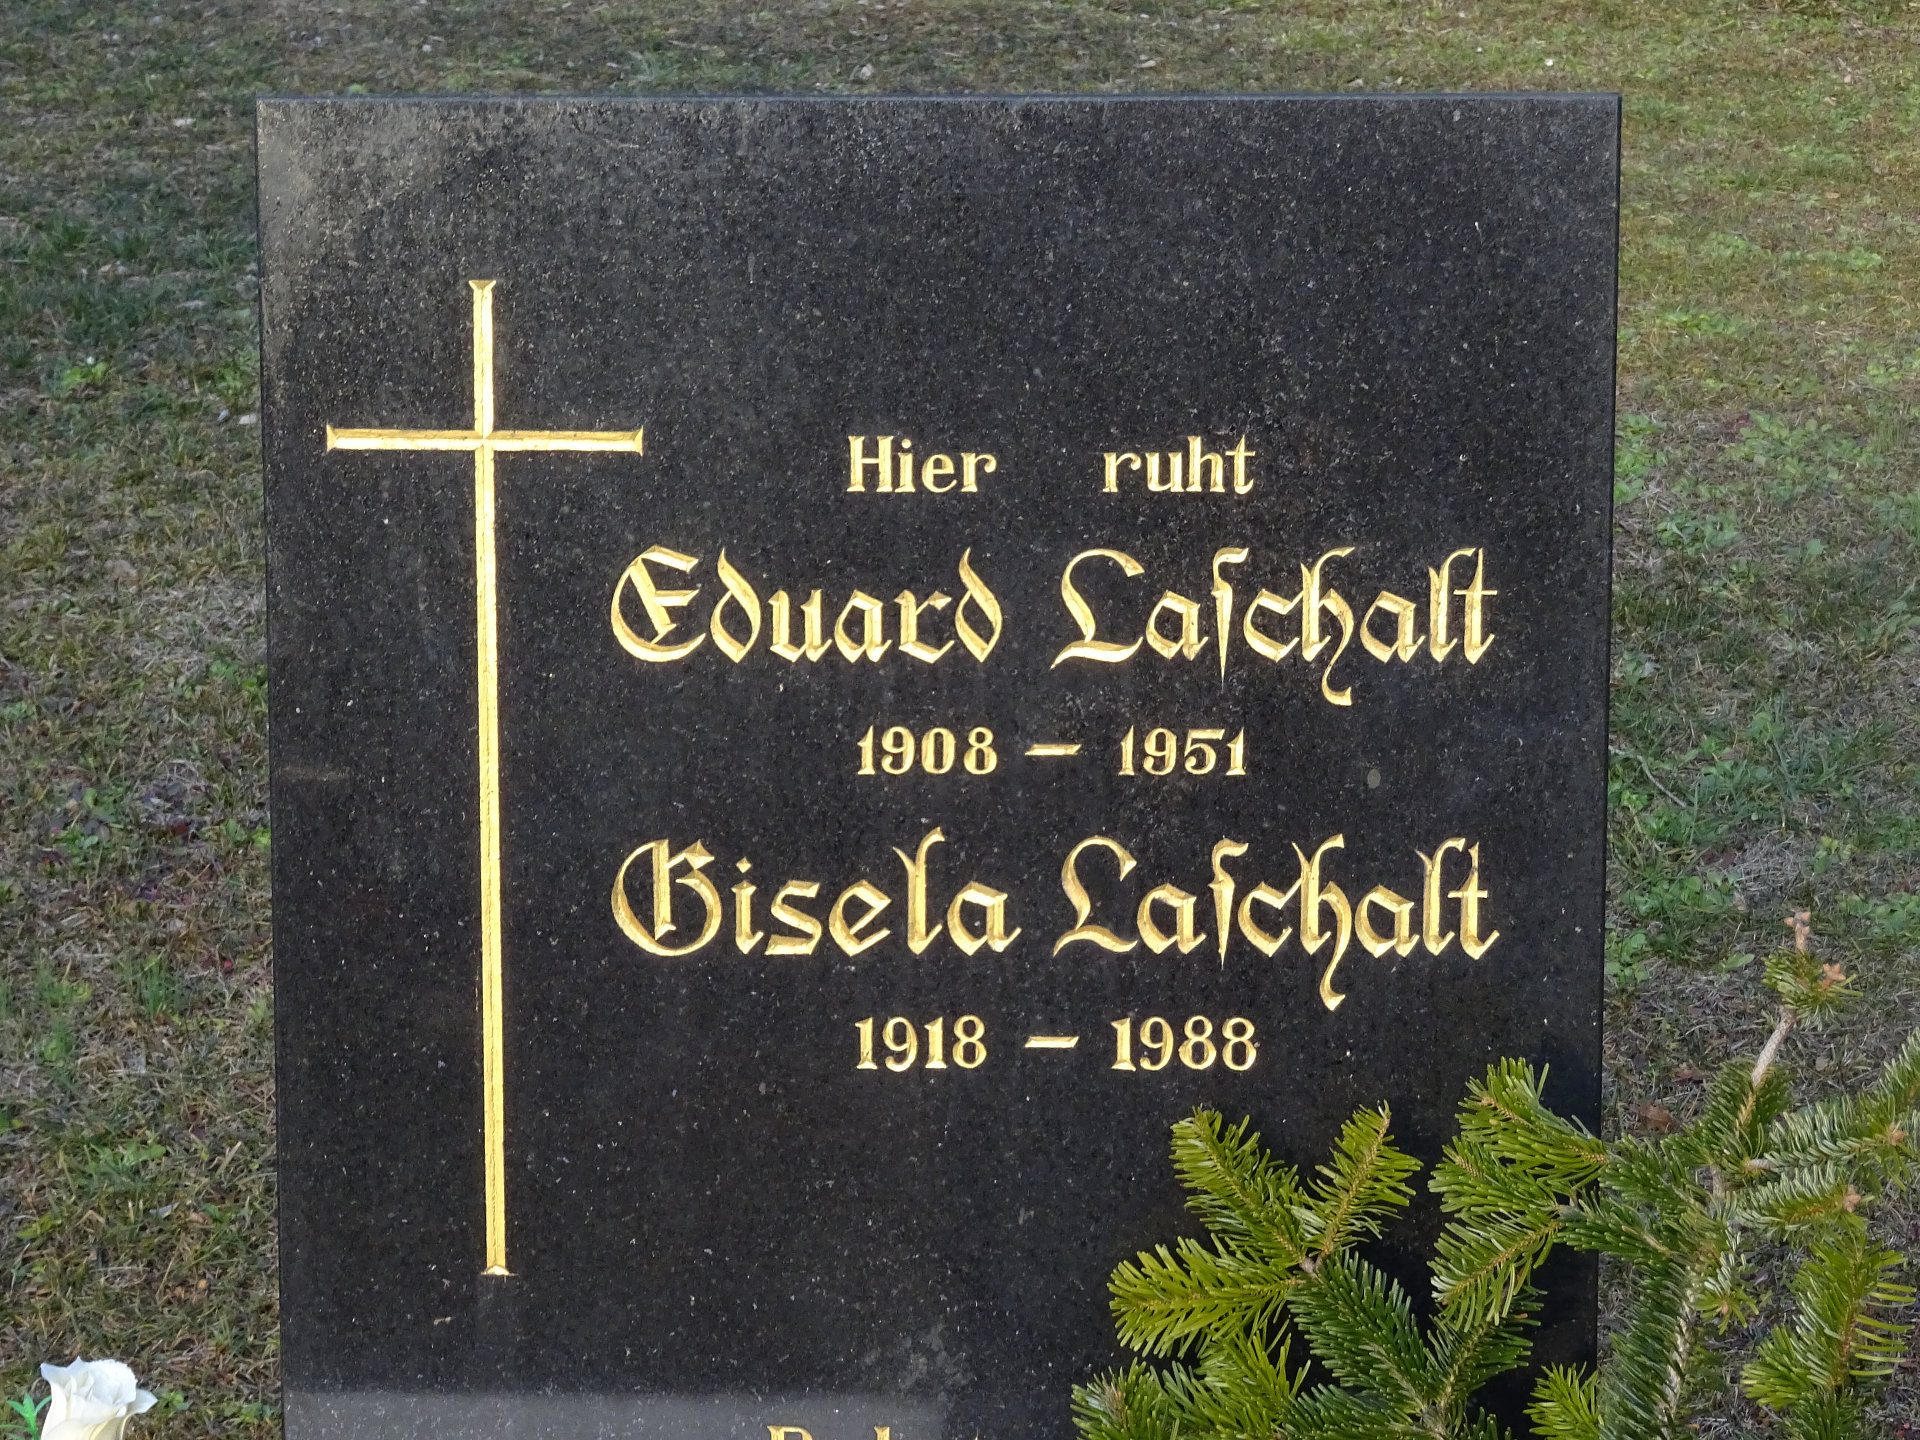 Hier ruht
Eduard Laſchalt
1908 – 1951
Gisela Laſchalt
1918 – 1988